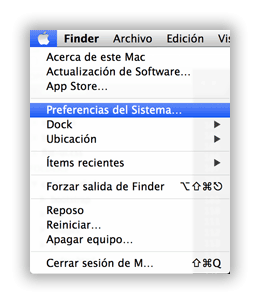 Finder Archivo Edición Vis
Acerca de este Mac
Actualización de Software...
App Store...
Preferencias del Sistema...
Dock
Ubicación
Ítems recientes
Forzar salida de Finder ⌥⇧⌘⎋
Reposo
Reiniciar...
Apagar equipo...
Cerrar sesión de M... ⇧⌘Q